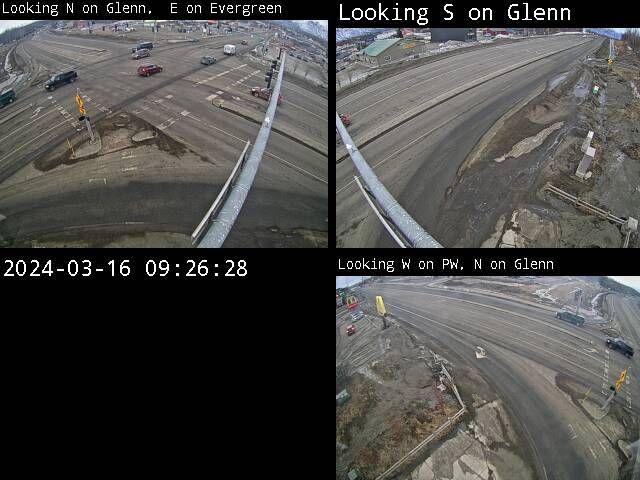 Looking N on Glenn,  E on Evergreen
Looking S on Glenn
2024-03-16 09:26:28
Looking W on PW, N on Glenn